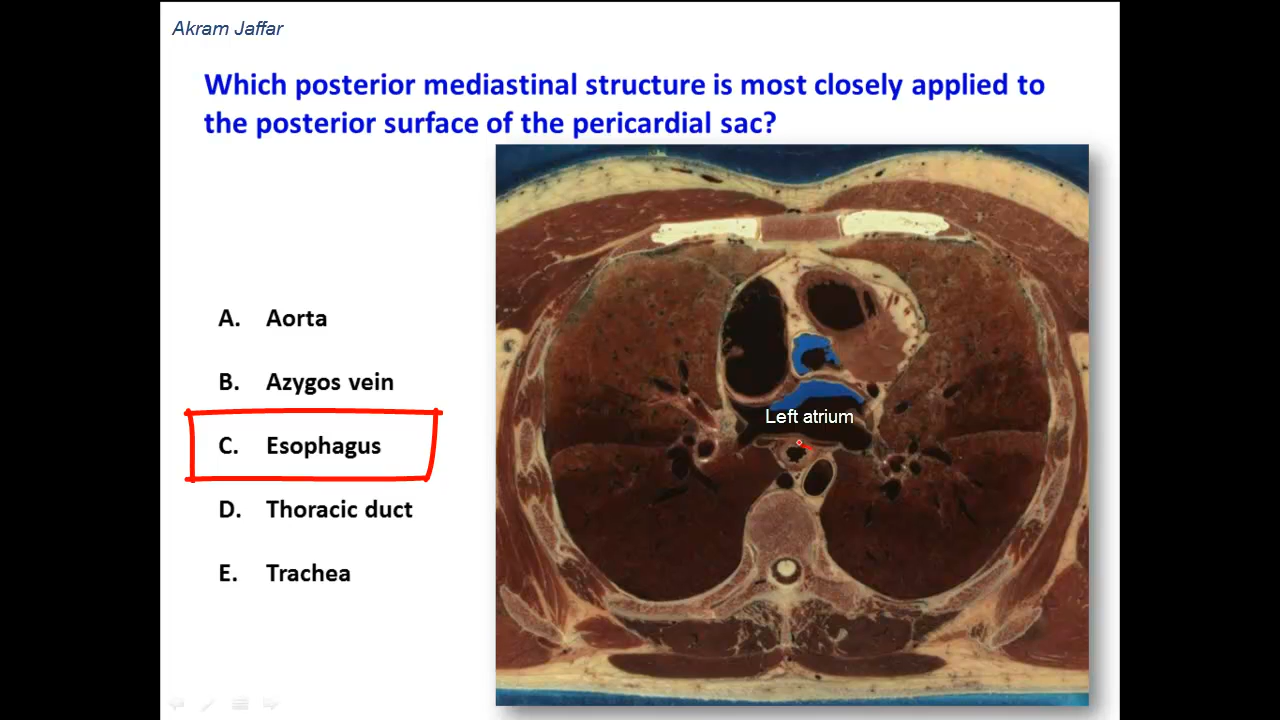 Akram Jaffar
Which posterior mediastinal structure is most closely applied to
the posterior surface of the pericardial sac?
A. Aorta
B. Azygos vein
C. Esophagus
D. Thoracic duct
E. Trachea
Left atrium